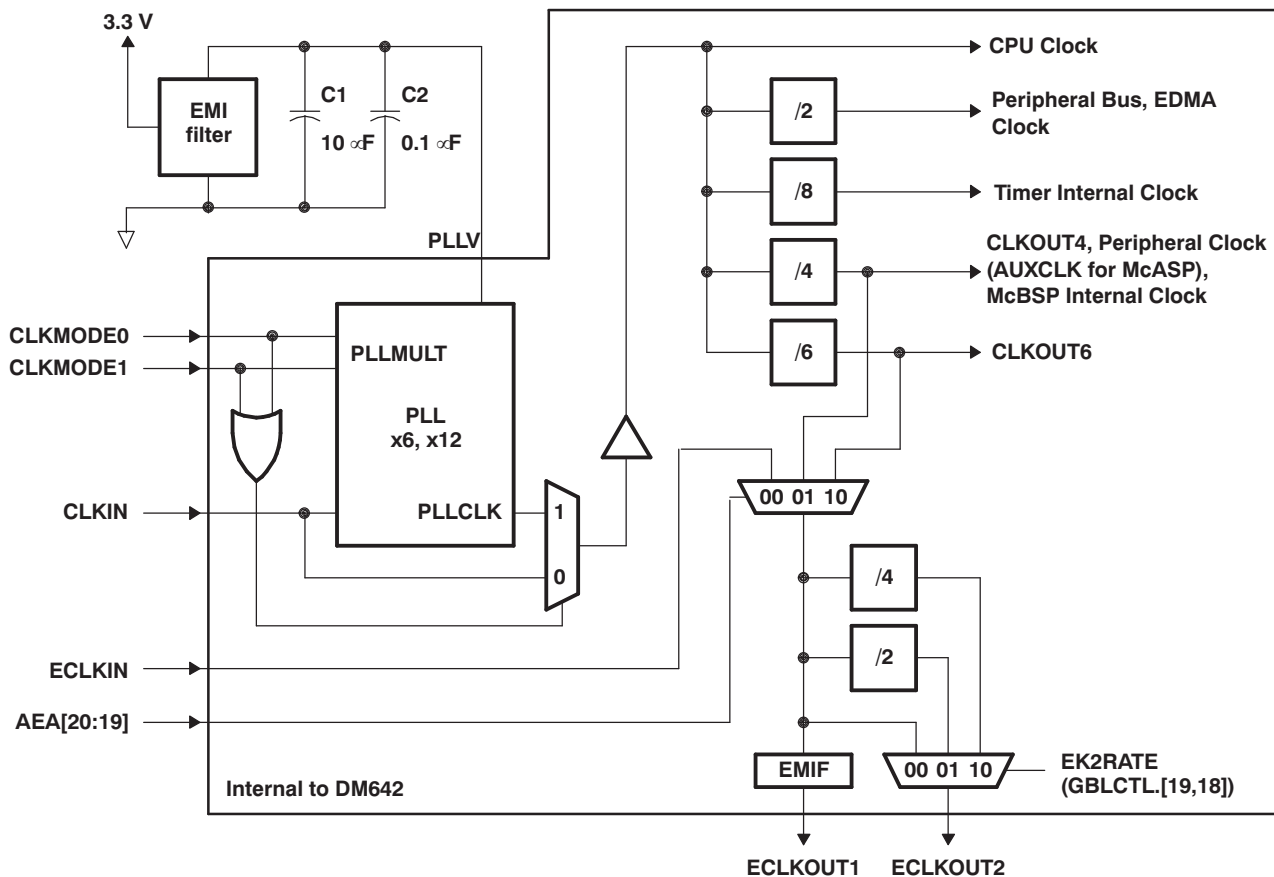 3.3 V
EMI
filter
C1
10 ∝F
C2
0.1 ∝F
PLLV
CPU Clock
/2
Peripheral Bus, EDMA
Clock
/8
Timer Internal Clock
/4
CLKOUT4, Peripheral Clock
(AUXCLK for McASP),
McBSP Internal Clock
/6
CLKOUT6
CLKMODE0
CLKMODE1
PLLMULT
PLL
x6, x12
CLKIN
PLLCLK
1
0
00 01 10
/4
/2
ECLKIN
AEA[20:19]
Internal to DM642
EMIF
00 01 10
EK2RATE
(GBLCTL.[19,18])
ECLKOUT1
ECLKOUT2